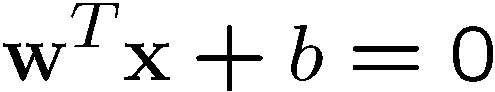 𝐰ᵀ𝐱 + b = 0